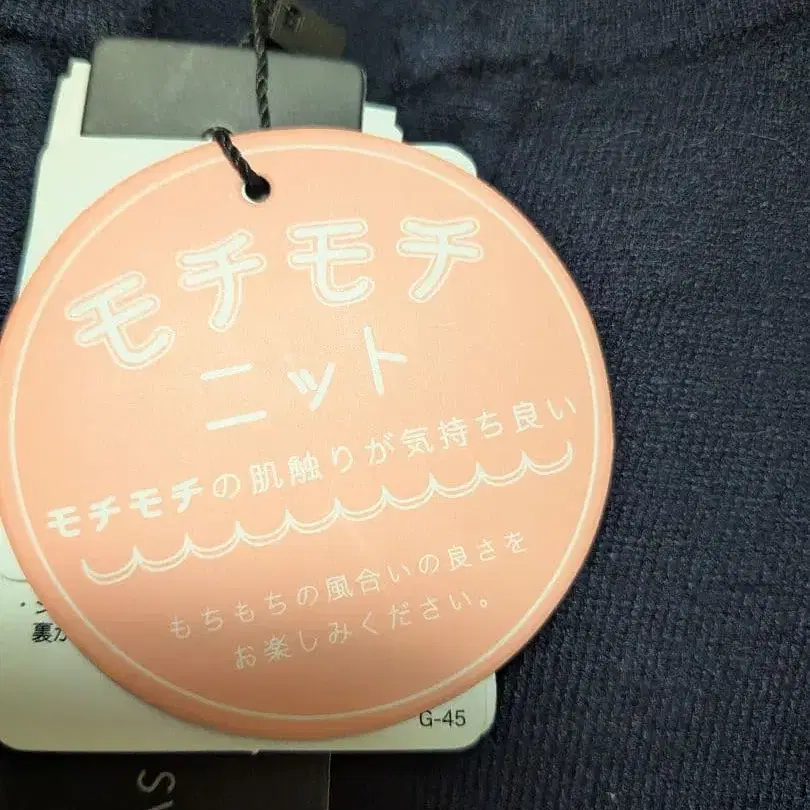 モチモチ
ニット
モチモチの肌触りが気持ち良い
もちもちの風合いの良さを
お楽しみください。
裏
G-45